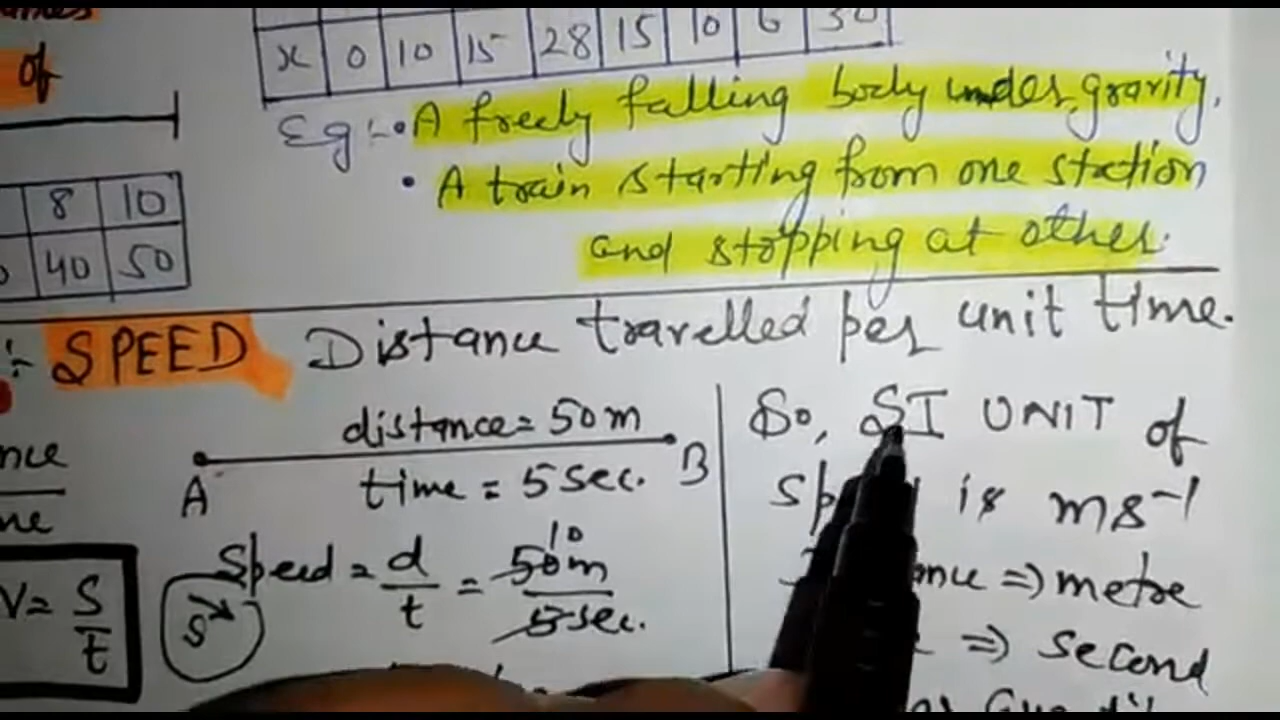 of
x 0 10 15 28 15 10 6 30
Eg:- • A freely falling body under gravity.
• A train starting from one station
and stopping at other.
8 10
40 50
:- SPEED Distance travelled per unit time.
distance = 50m
A B
time = 5 sec.
Speed = d/t = 50m/5sec. 10
V = S/t
S
So, SI UNIT of
is ms⁻¹
=> metre
=> second